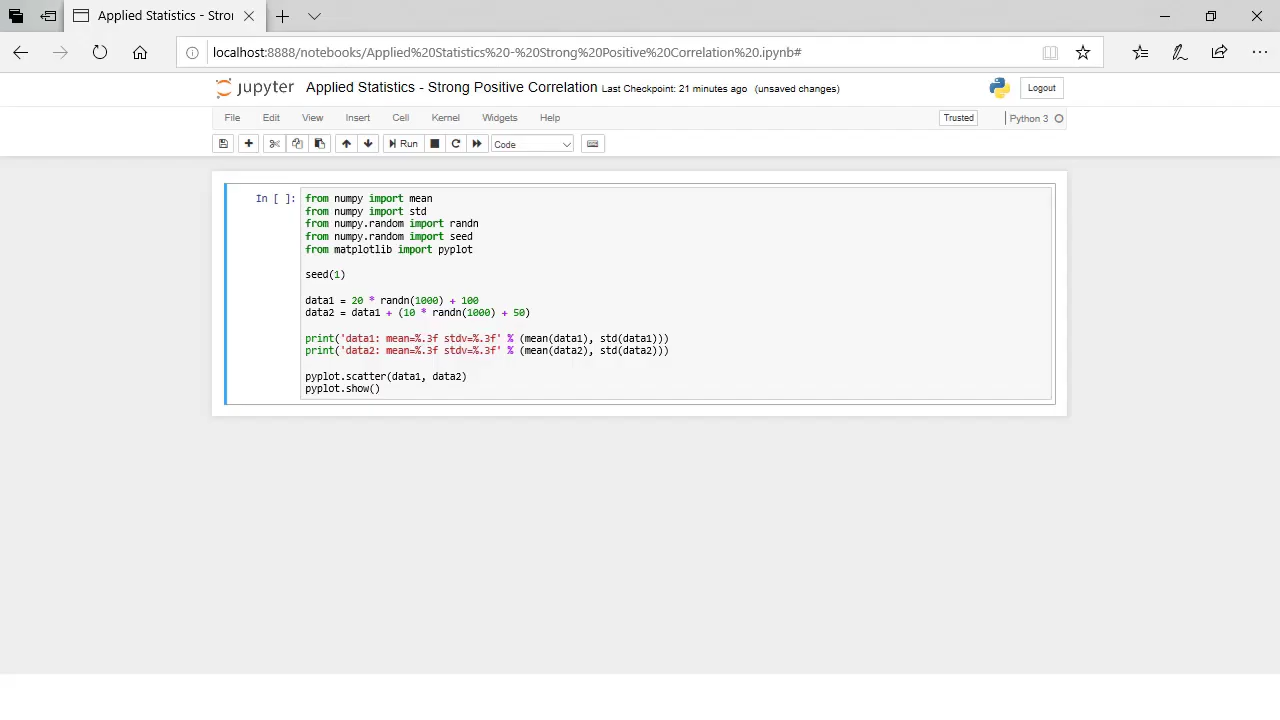 Applied Statistics - Stron
localhost:8888/notebooks/Applied%20Statistics%20-%20Strong%20Positive%20Correlation%20.ipynb#
jupyter Applied Statistics - Strong Positive Correlation Last Checkpoint: 21 minutes ago (unsaved changes) Logout
File Edit View Insert Cell Kernel Widgets Help Trusted Python 3
Run Code
In [ ]: from numpy import mean
from numpy import std
from numpy.random import randn
from numpy.random import seed
from matplotlib import pyplot
seed(1)
data1 = 20 * randn(1000) + 100
data2 = data1 + (10 * randn(1000) + 50)
print('data1: mean=%.3f stdv=%.3f' % (mean(data1), std(data1)))
print('data2: mean=%.3f stdv=%.3f' % (mean(data2), std(data2)))
pyplot.scatter(data1, data2)
pyplot.show()